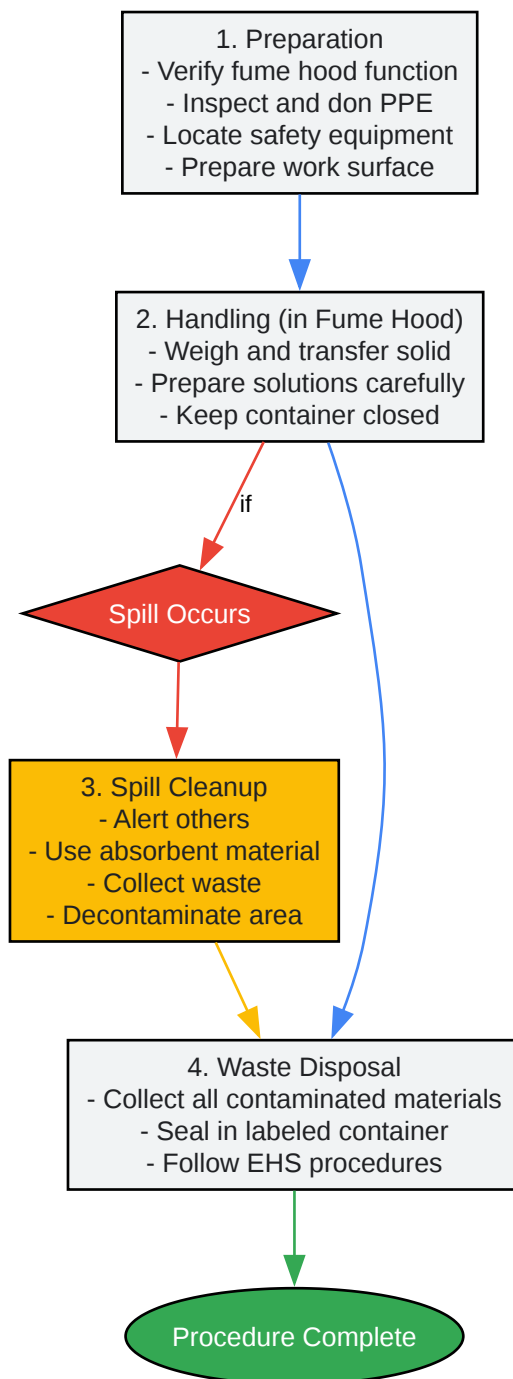 1. Preparation
- Verify fume hood function
- Inspect and don PPE
- Locate safety equipment
- Prepare work surface
2. Handling (in Fume Hood)
- Weigh and transfer solid
- Prepare solutions carefully
- Keep container closed
if
Spill Occurs
3. Spill Cleanup
- Alert others
- Use absorbent material
- Collect waste
- Decontaminate area
4. Waste Disposal
- Collect all contaminated materials
- Seal in labeled container
- Follow EHS procedures
Procedure Complete